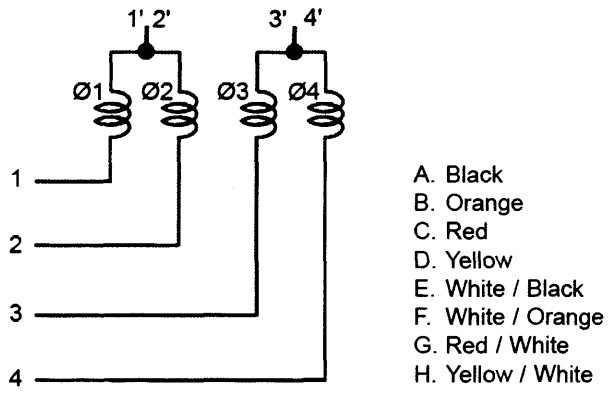 1' 2'
3' 4'
Ø1 Ø2 Ø3 Ø4
1
2
3
4
A. Black
B. Orange
C. Red
D. Yellow
E. White / Black
F. White / Orange
G. Red / White
H. Yellow / White